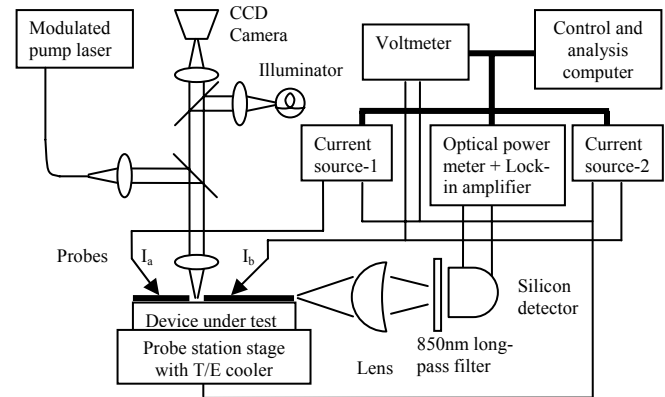 CCD
Camera
Modulated
pump laser
Illuminator
Voltmeter
Control and
analysis
computer
Current
source-1
Optical power
meter + Lock-
in amplifier
Current
source-2
Probes
Ia
Ib
Silicon
detector
Device under test
Probe station stage
with T/E cooler
Lens
850nm long-
pass filter